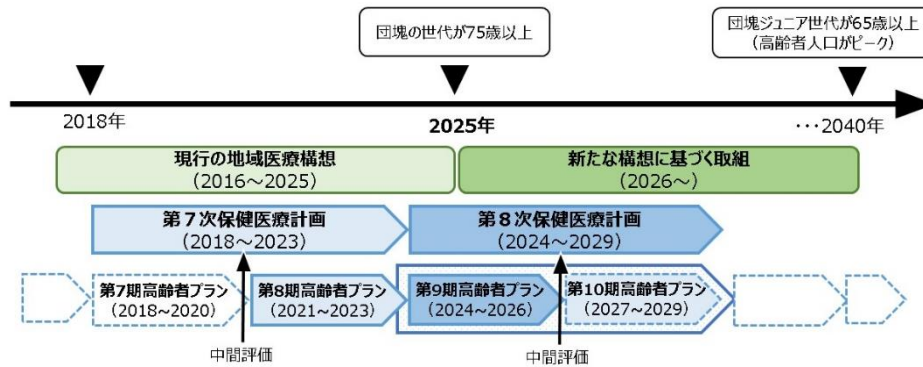 団塊の世代が75歳以上
団塊ジュニア世代が65歳以上
（高齢者人口がピーク）
2018年
2025年
･･･2040年
現行の地域医療構想
（2016～2025）
新たな構想に基づく取組
（2026～）
第７次保健医療計画
（2018～2023）
第８次保健医療計画
（2024～2029）
第7期高齢者プラン
（2018～2020）
第8期高齢者プラン
（2021～2023）
第9期高齢者プラン
（2024～2026）
第10期高齢者プラン
（2027～2029）
中間評価
中間評価